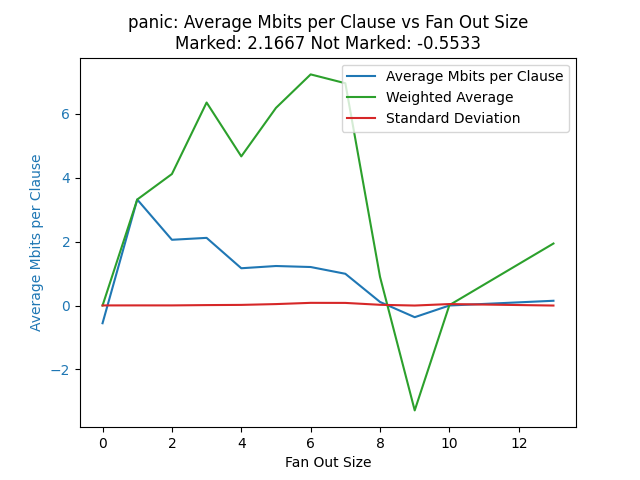 panic: Average Mbits per Clause vs Fan Out Size
Marked: 2.1667 Not Marked: -0.5533
Average Mbits per Clause
Weighted Average
Standard Deviation
Average Mbits per Clause
6
4
2
0
−2
0 2 4 6 8 10 12
Fan Out Size